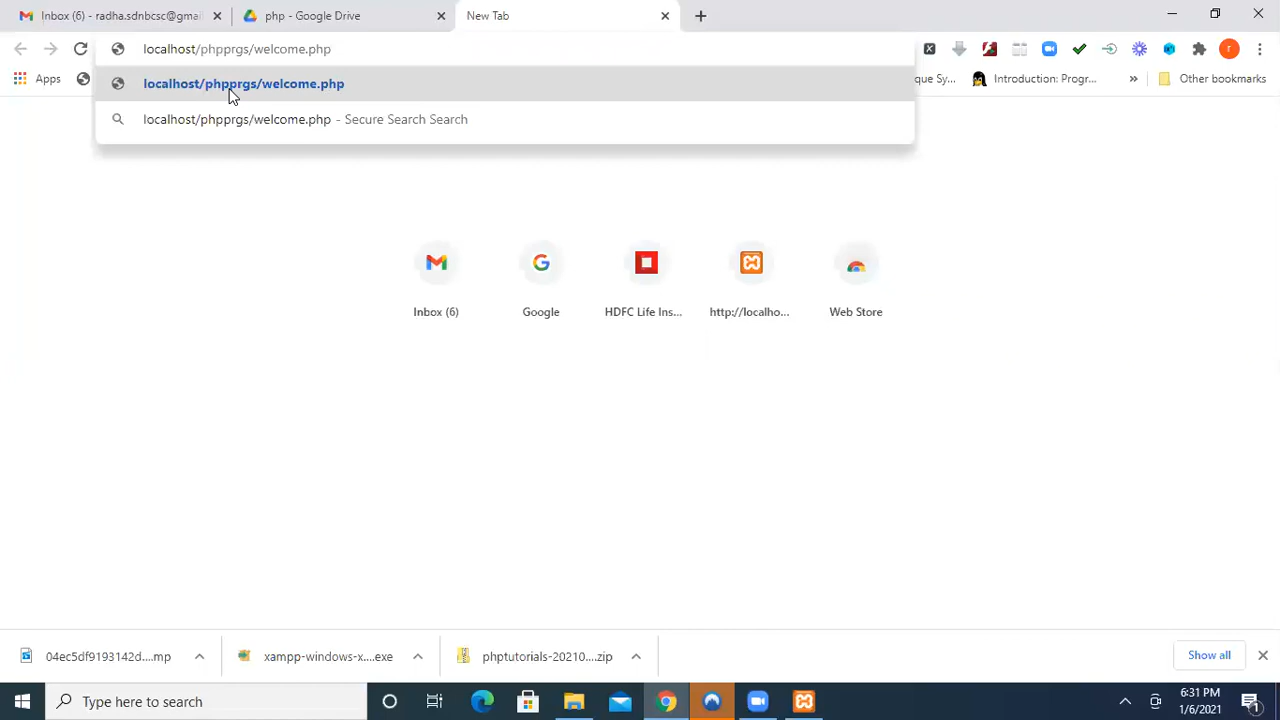 Inbox (6) - radha.sdnbcsc@gmai
php - Google Drive
New Tab
localhost/phpprgs/welcome.php
r
Apps
que Sy...
Introduction: Progr...
»
Other bookmarks
localhost/phpprgs/welcome.php
localhost/phpprgs/welcome.php - Secure Search Search
Inbox (6)
Google
HDFC Life Ins...
http://localho...
Web Store
04ec5df9193142d....mp
xampp-windows-x....exe
phptutorials-20210....zip
Show all
Type here to search
6:31 PM
1/6/2021
1